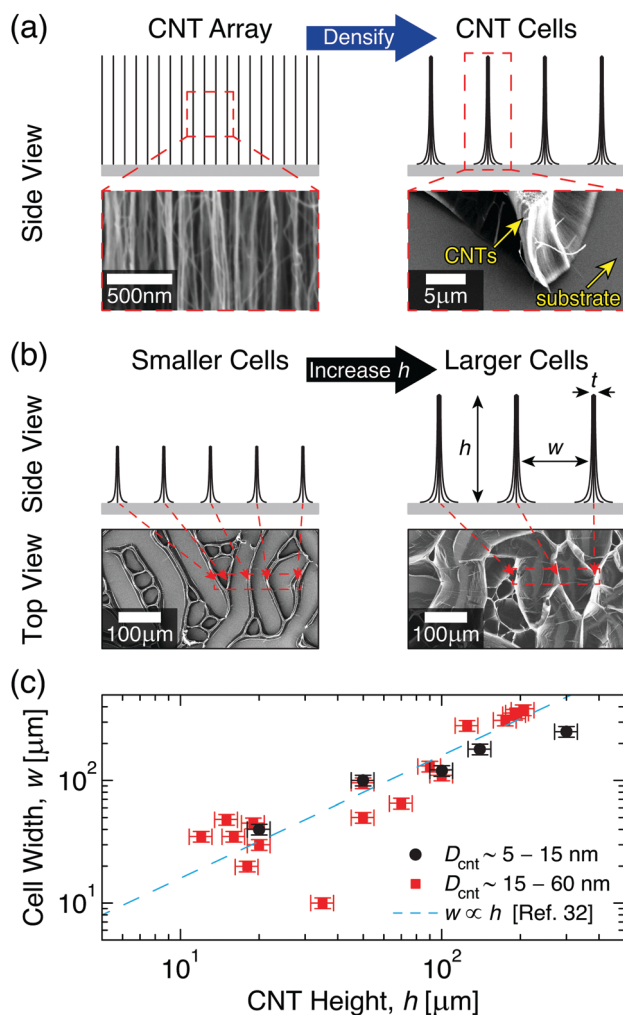 (a)
CNT Array
Densify
CNT Cells
Side View
500nm
CNTs
substrate
5μm
(b)
Smaller Cells
Increase h
Larger Cells
Side View
t
h
w
Top View
100μm
100μm
(c)
Cell Width, w [μm]
10²
10¹
D_cnt ~ 5 – 15 nm
D_cnt ~ 15 – 60 nm
w ∝ h [Ref. 32]
10¹
10²
CNT Height, h [μm]